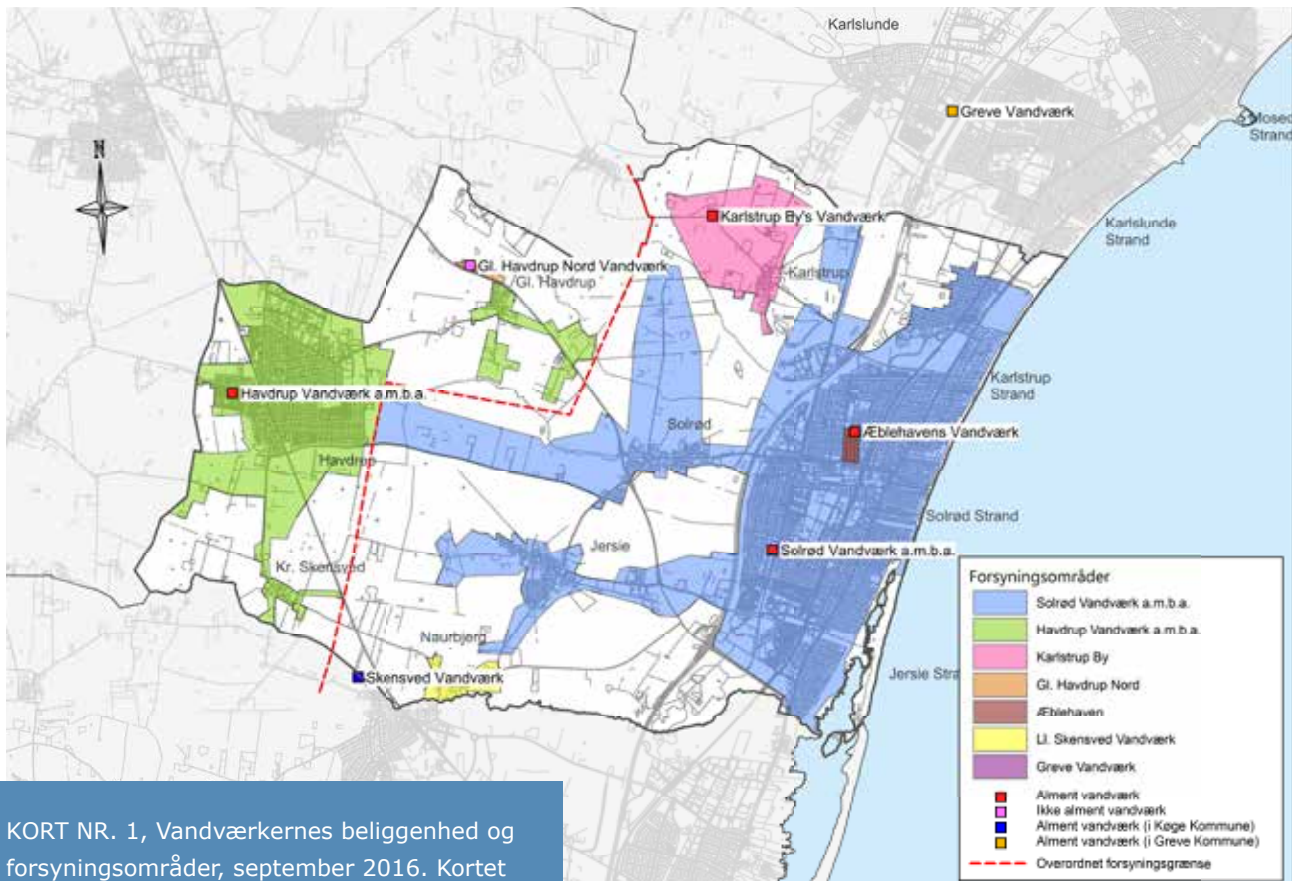 Karlslunde
Greve Vandværk
Mosede
Strand
N
Karlstrup By's Vandværk
Karlslunde
Strand
Gl. Havdrup Nord Vandværk
Gl. Havdrup
Karlstrup
Havdrup Vandværk a.m.b.a.
Karlstrup
Strand
Solrød
Æblehavens Vandværk
Havdrup
Solrød Strand
Jersie
Solrød Vandværk a.m.b.a.
Kr. Skensved
Naurbjerg
Skensved Vandværk
Jersie Stra
Forsyningsområder
Solrød Vandværk a.m.b.a.
Havdrup Vandværk a.m.b.a.
Karlstrup By
Gl. Havdrup Nord
Æblehaven
Ll. Skensved Vandværk
Greve Vandværk
Alment vandværk
Ikke alment vandværk
Alment vandværk (i Køge Kommune)
Alment vandværk (i Greve Kommune)
Overordnet forsyningsgrænse
KORT NR. 1, Vandværkernes beliggenhed og
forsyningsområder, september 2016. Kortet